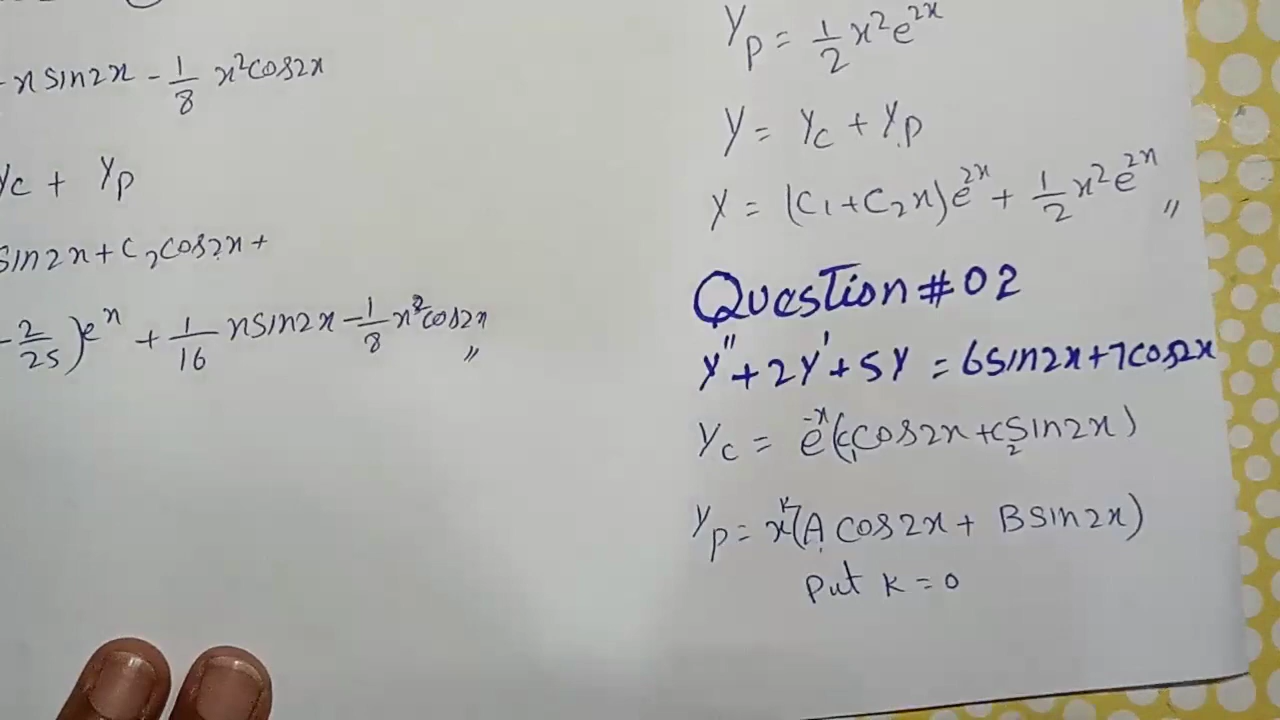 x sin2x - 1/8 x²cos2x
Yc + Yp
sin2x + C₂cos2x +
- 2/25)eˣ + 1/16 x sin2x - 1/8 x²cos2x //
Yp = 1/2 x²e²ˣ
Y = Yc + Yp
Y = (C₁ + C₂x)e²ˣ + 1/2 x²e²ˣ //
Question #02
Y'' + 2Y' + 5Y = 6sin2x + 7cos2x
Yc = e⁻ˣ(C₁cos2x + C₂sin2x)
Yp = xᴷ(A cos2x + B sin2x)
Put K = 0